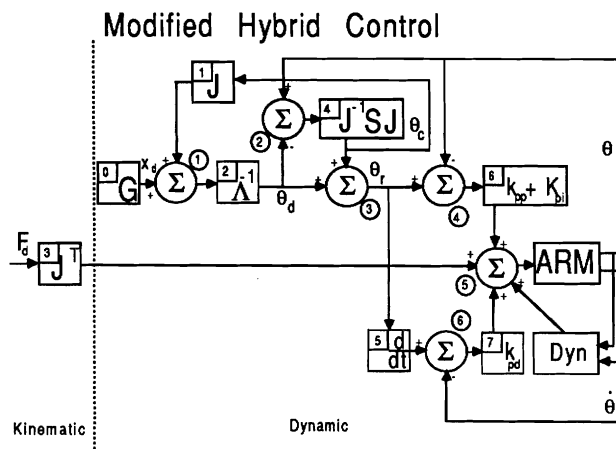 Modified Hybrid Control
1 J
4 J⁻¹SJ
θc
θ
Σ
2
0 G
xd
Σ
1
2 Λ⁻¹
θd
Σ
3
θr
Σ
4
6 kpp + Kpi
Fd
3 Jᵀ
Σ
5
ARM
5 d/dt
Σ
6
7 kpd
Dyn
θ̇
Kinematic
Dynamic